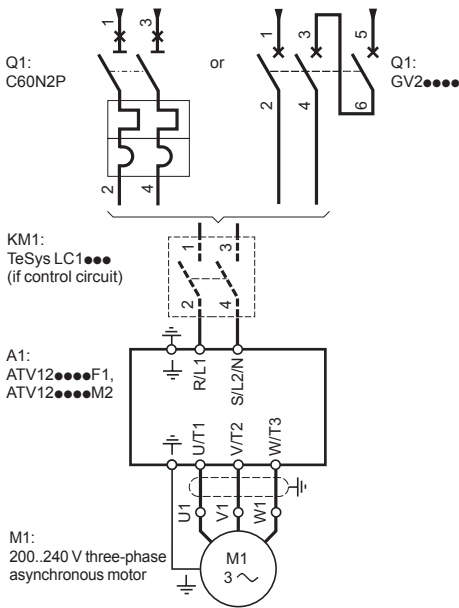 1
3
1
3
5
Q1:
C60N2P
or
Q1:
GV2●●●●
2
4
6
2
4
KM1:
TeSys LC1●●●
(if control circuit)
1
3
2
4
A1:
ATV12●●●●F1,
ATV12●●●●M2
R/L1
S/L2/N
U/T1
V/T2
W/T3
U1
V1
W1
M1:
200..240 V three-phase
asynchronous motor
M1
3 ~